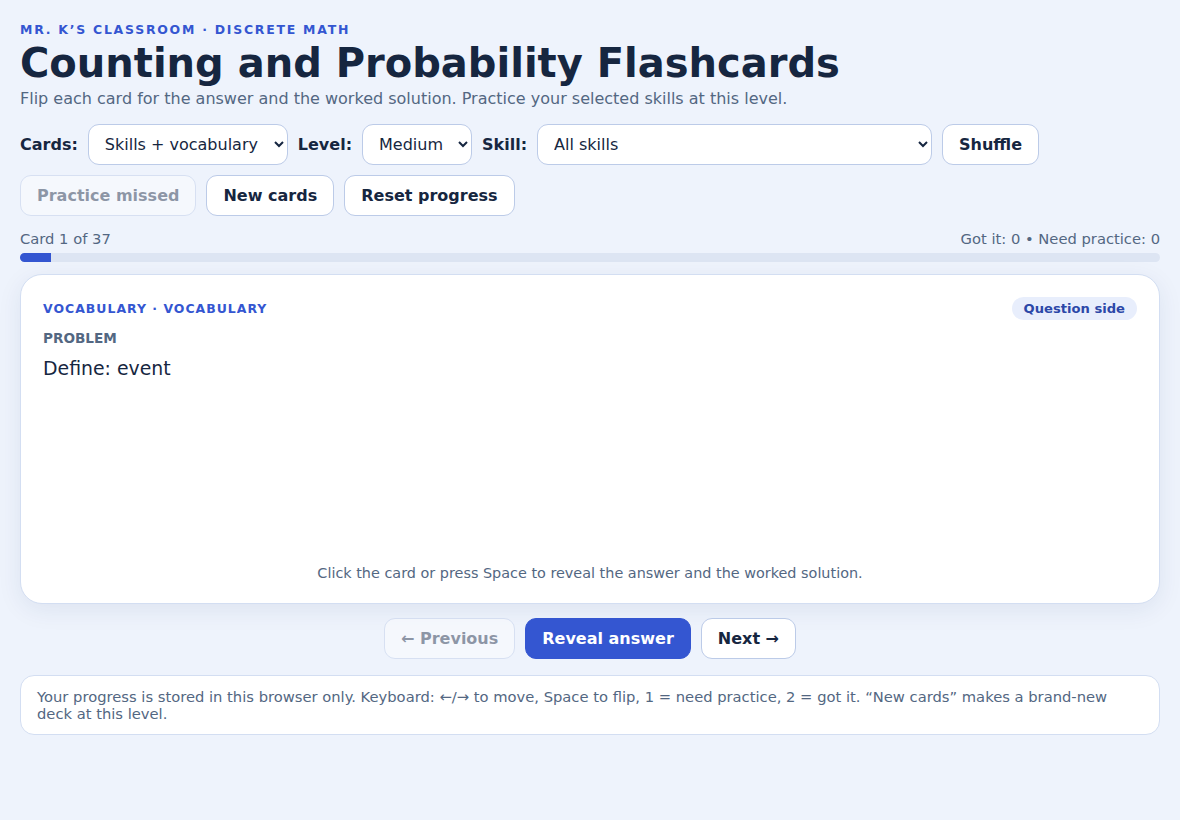 MR. K’S CLASSROOM · DISCRETE MATH
Counting and Probability Flashcards
Flip each card for the answer and the worked solution. Practice your selected skills at this level.
Cards: Skills + vocabulary Level: Medium Skill: All skills Shuffle
Practice missed New cards Reset progress
Card 1 of 37 Got it: 0 • Need practice: 0
VOCABULARY · VOCABULARY Question side
PROBLEM
Define: event
Click the card or press Space to reveal the answer and the worked solution.
← Previous Reveal answer Next →
Your progress is stored in this browser only. Keyboard: ←/→ to move, Space to flip, 1 = need practice, 2 = got it. “New cards” makes a brand-new
deck at this level.